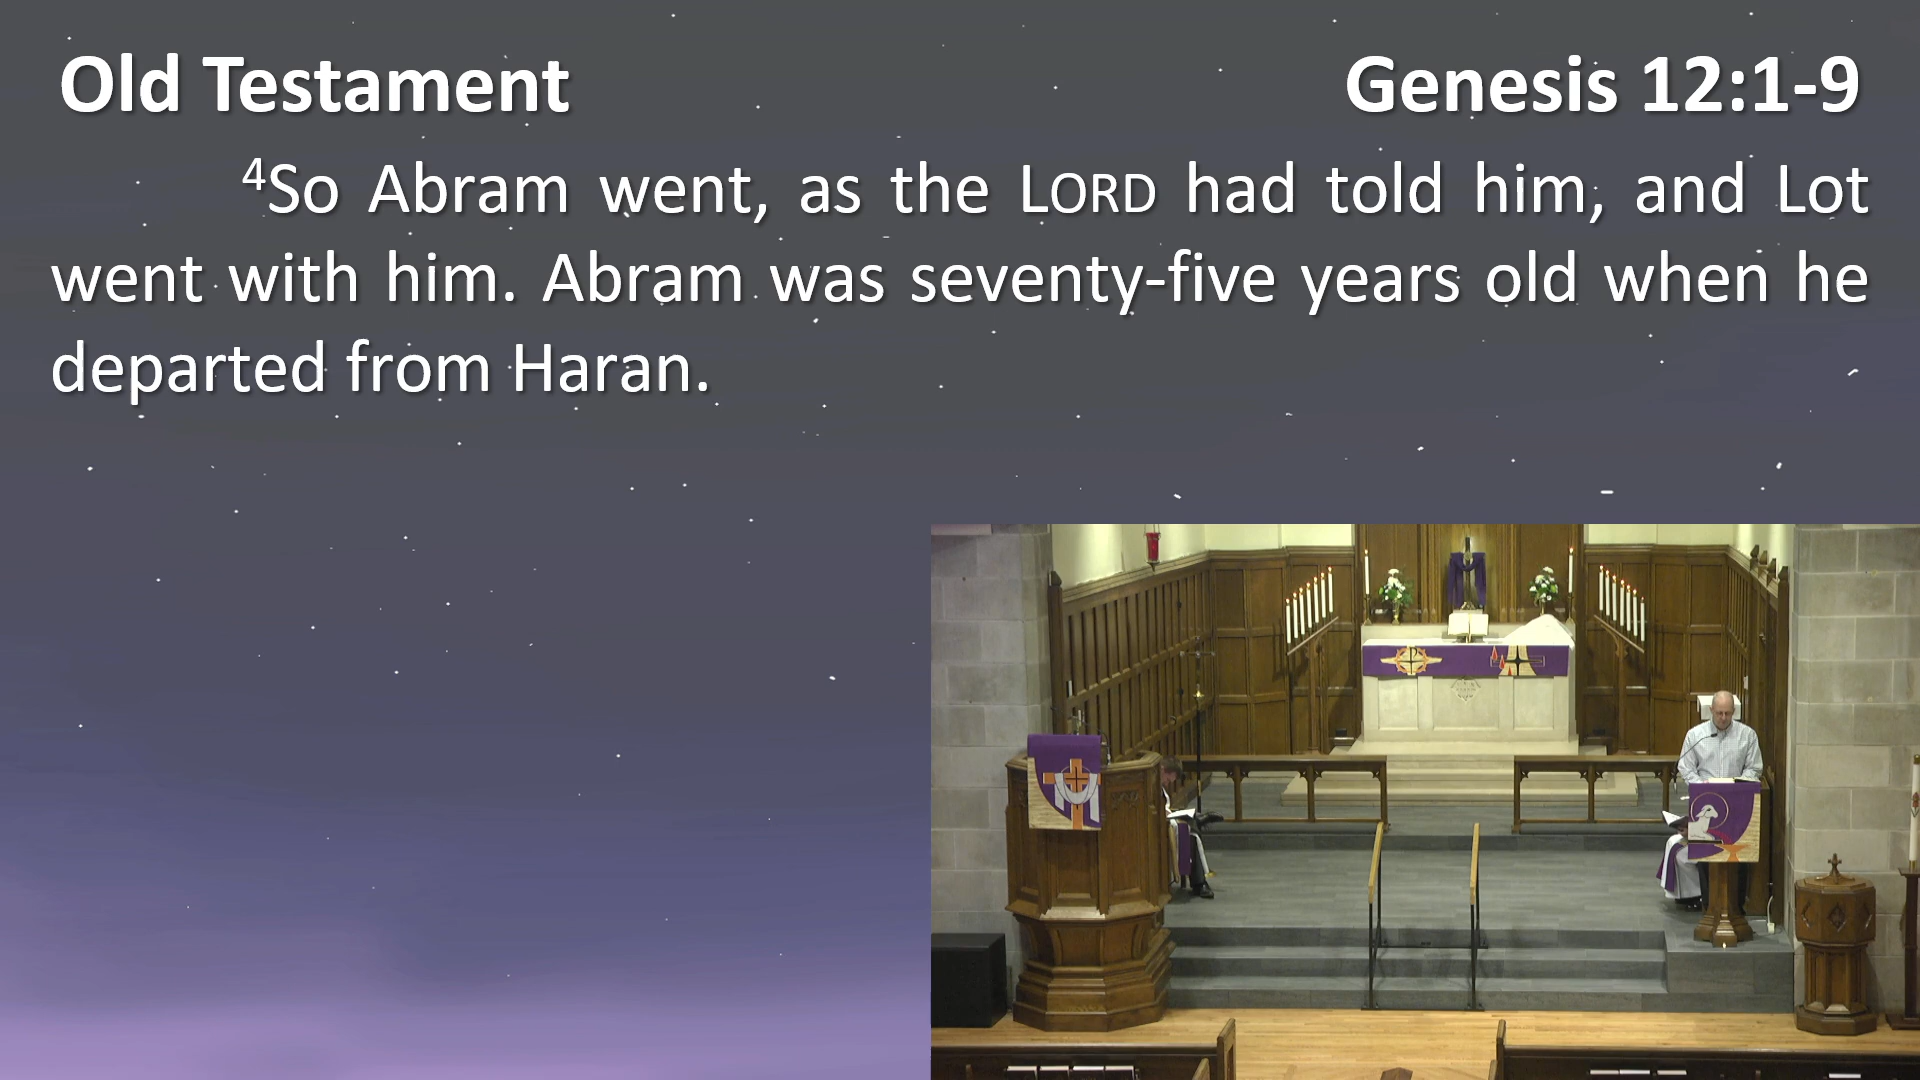 Old Testament Genesis 12:1-9
⁴So Abram went, as the LORD had told him, and Lot
went with him. Abram was seventy-five years old when he
departed from Haran.